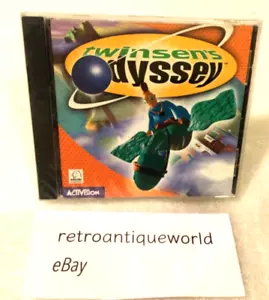 twinsen's
Odyssey
ACTIVISION
retroantiqueworld
eBay